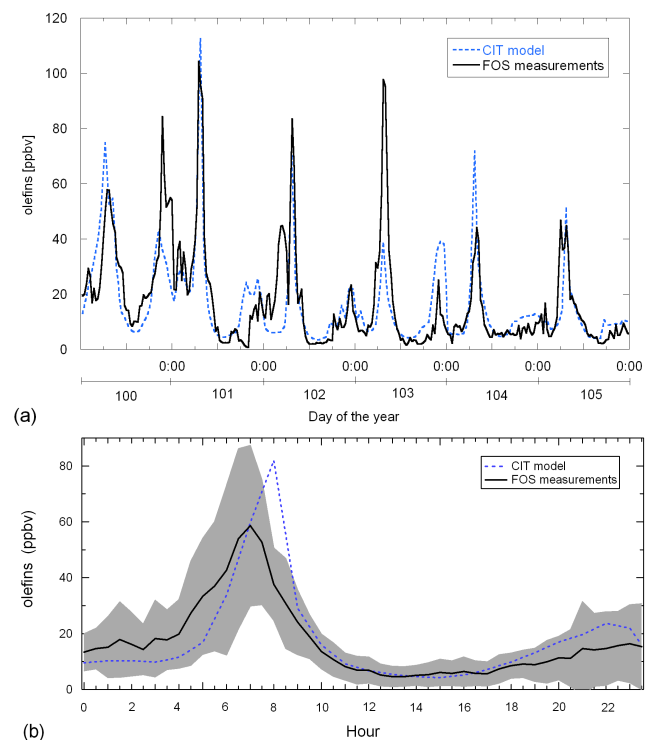 120
100
80
60
40
20
0
olefins [ppbv]
CIT model
FOS measurements
0:00 0:00 0:00 0:00 0:00 0:00
100 101 102 103 104 105
Day of the year
(a)
80
60
40
20
0
olefins (ppbv)
CIT model
FOS measurements
0 2 4 6 8 10 12 14 16 18 20 22
Hour
(b)